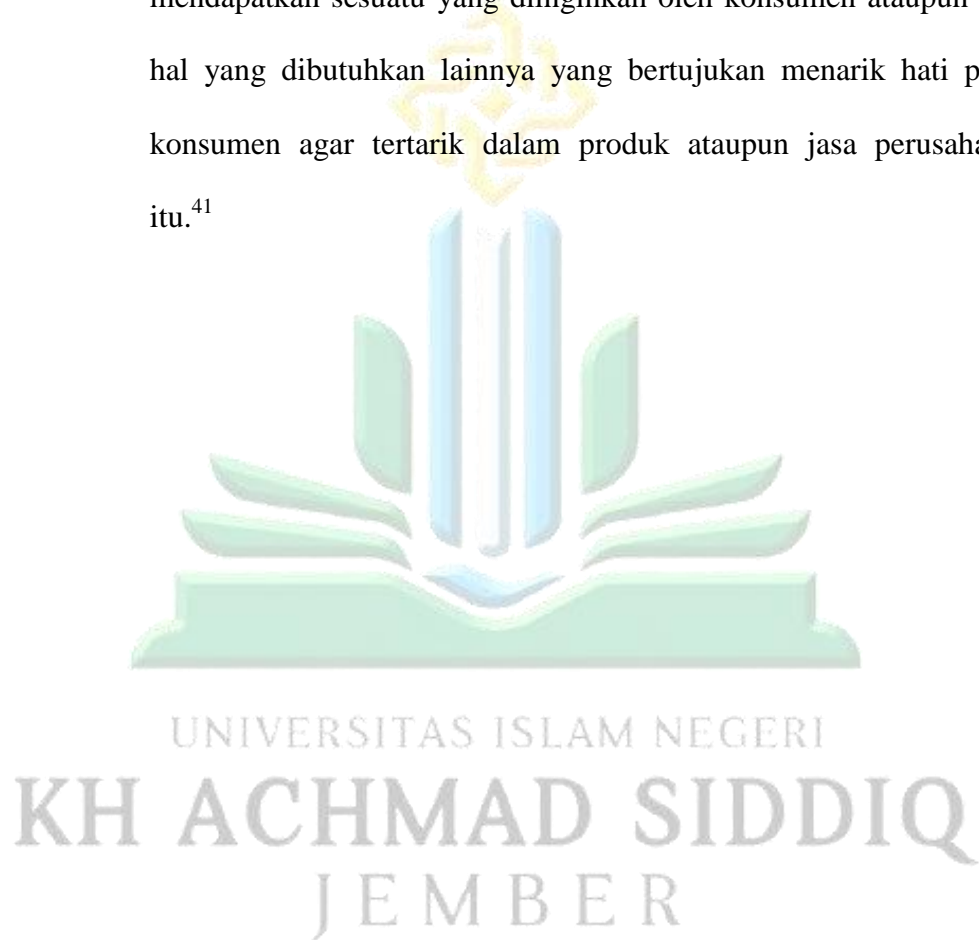 mendapatkan sesuatu yang diinginkan oleh konsumen ataupun
hal yang dibutuhkan lainnya yang bertujukan menarik hati
konsumen agar tertarik dalam produk ataupun jasa
itu.41
UNIVERSITAS ISLAM NEGERI
KH ACHMAD SIDDIQ
JEMBER